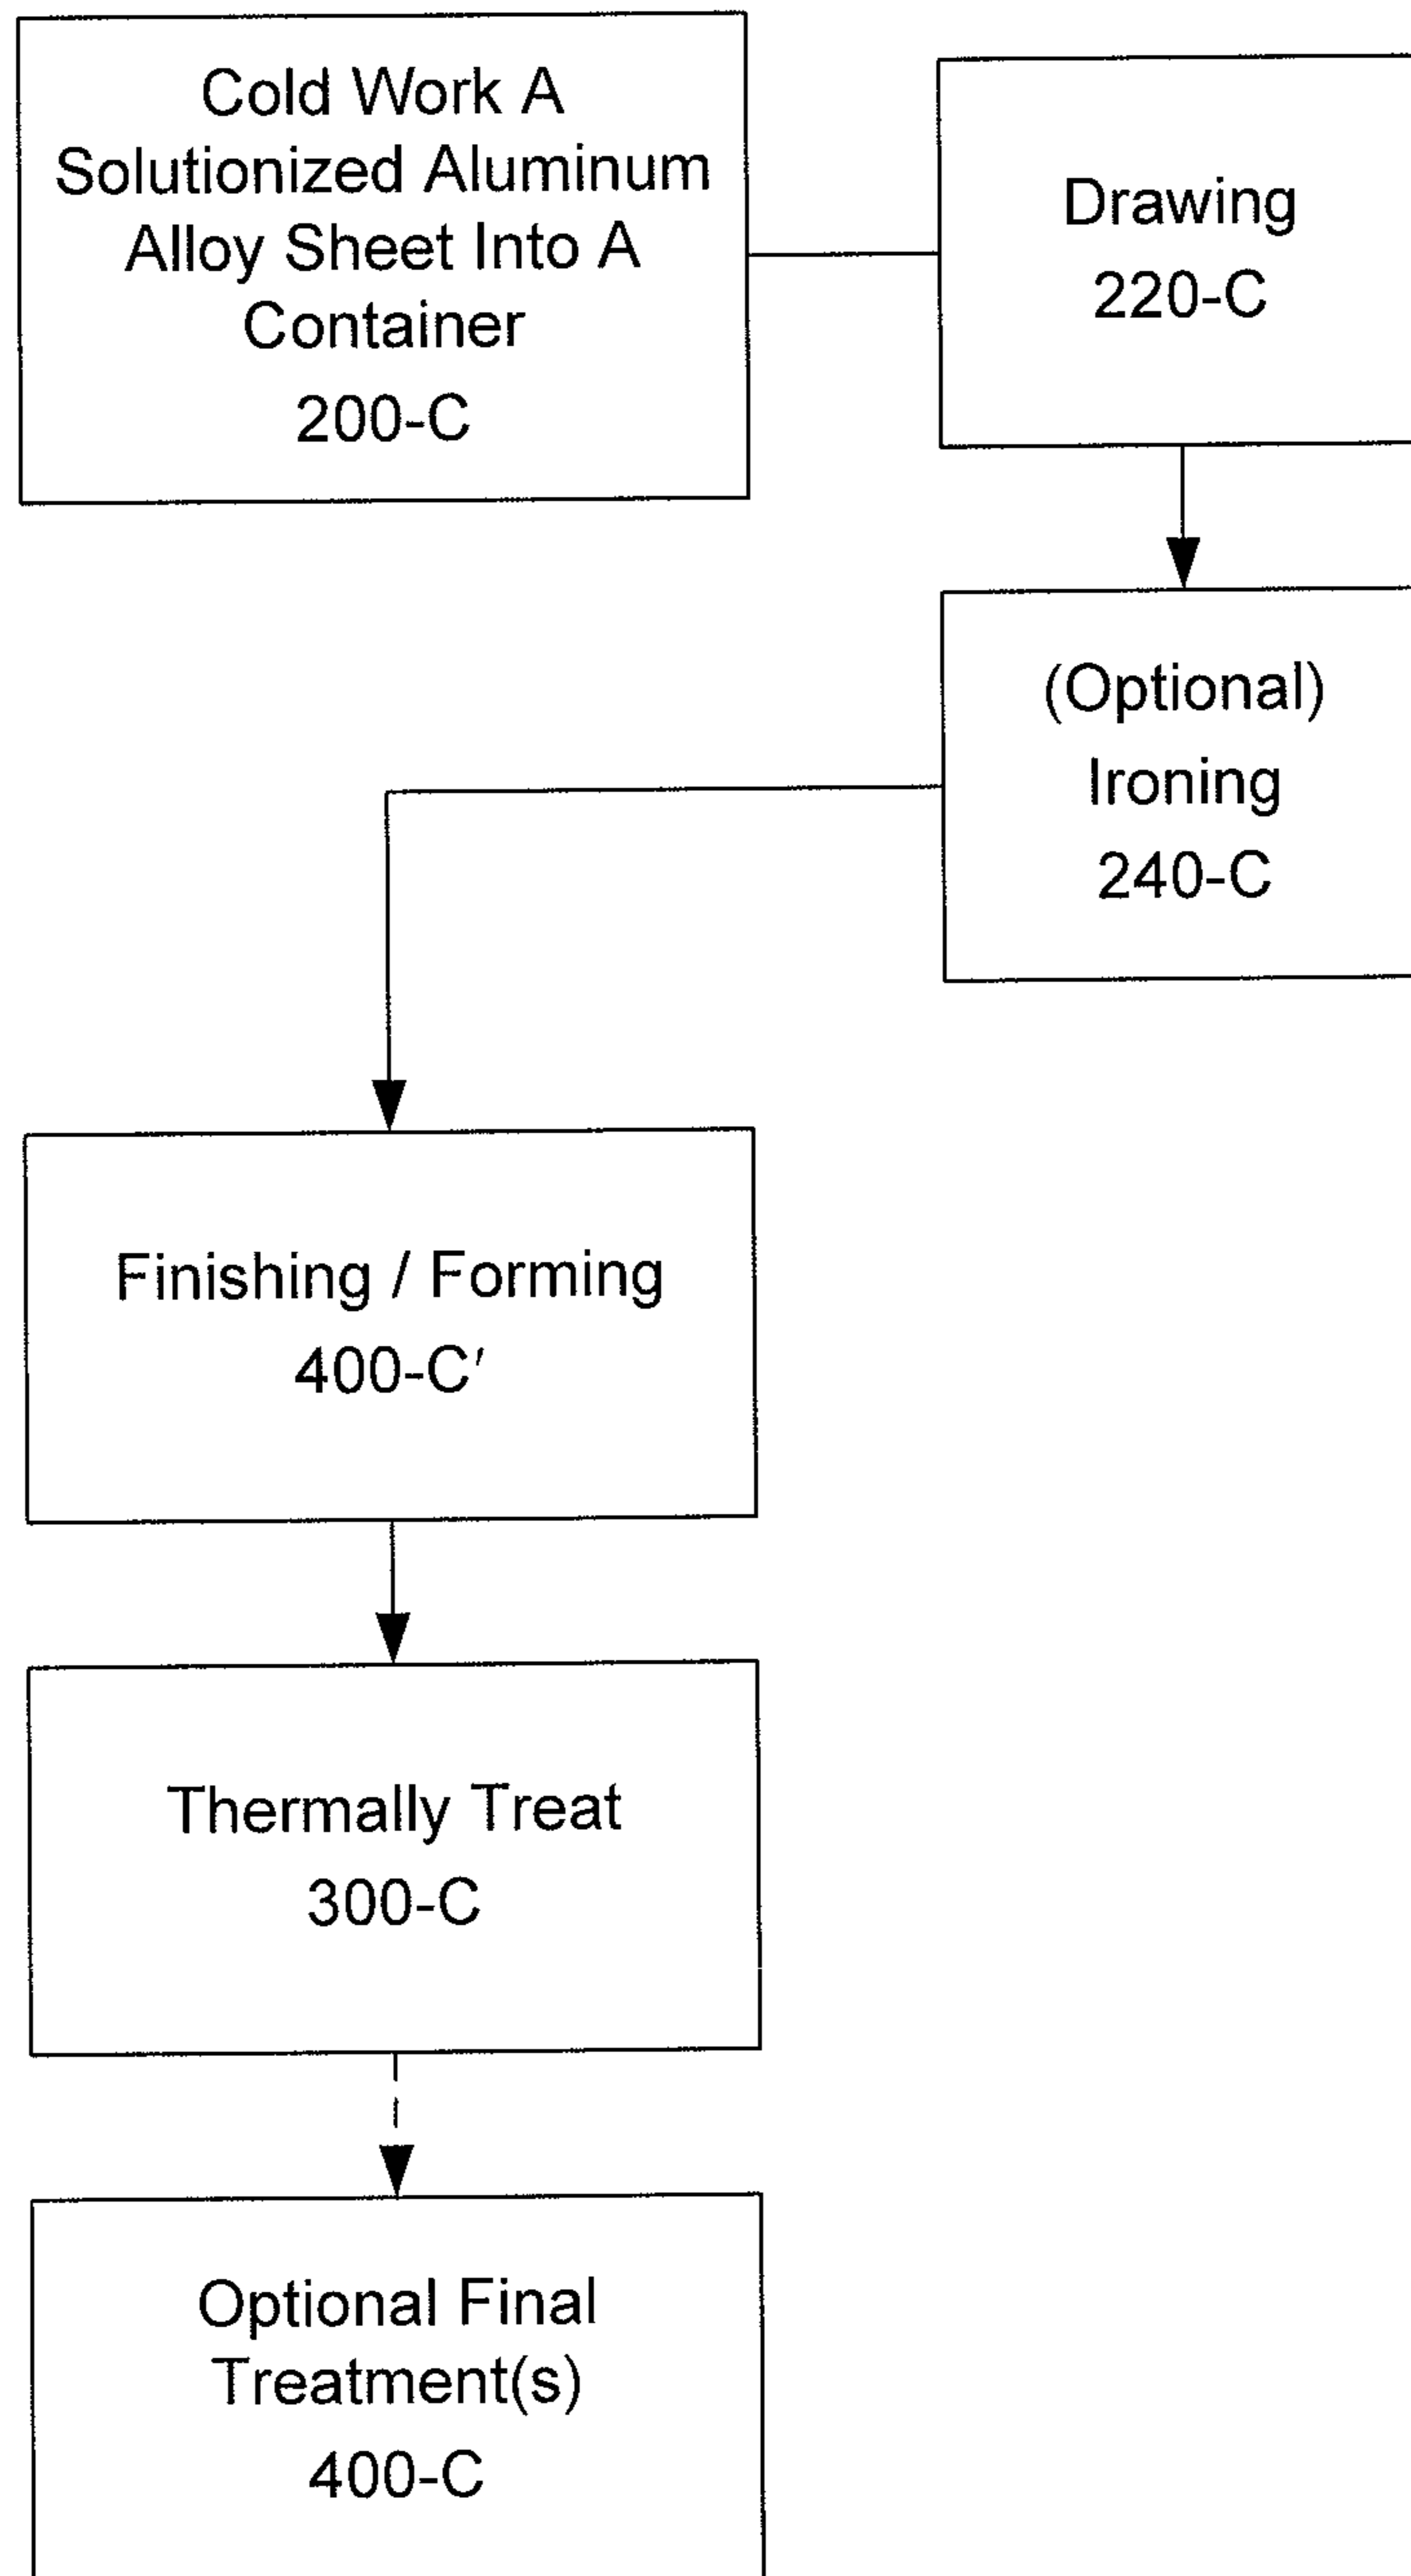 Cold Work A
Solutionized Aluminum
Alloy Sheet Into A
Container
200-C
Drawing
220-C
(Optional)
Ironing
240-C
Finishing / Forming
400-C'
Thermally Treat
300-C
Optional Final
Treatment(s)
400-C